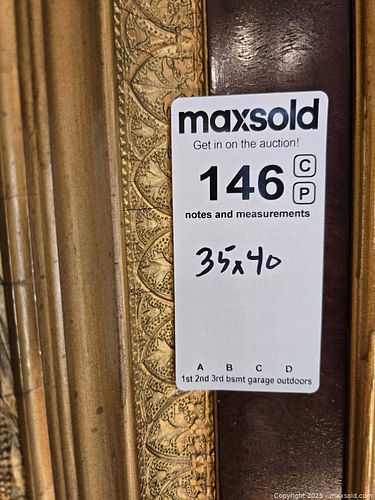 maxsold
Get in on the auction!
146 C
P
notes and measurements
35x40
A B C D
1st 2nd 3rd bsmt garage outdoors
Copyright 2025 - maxsold.com